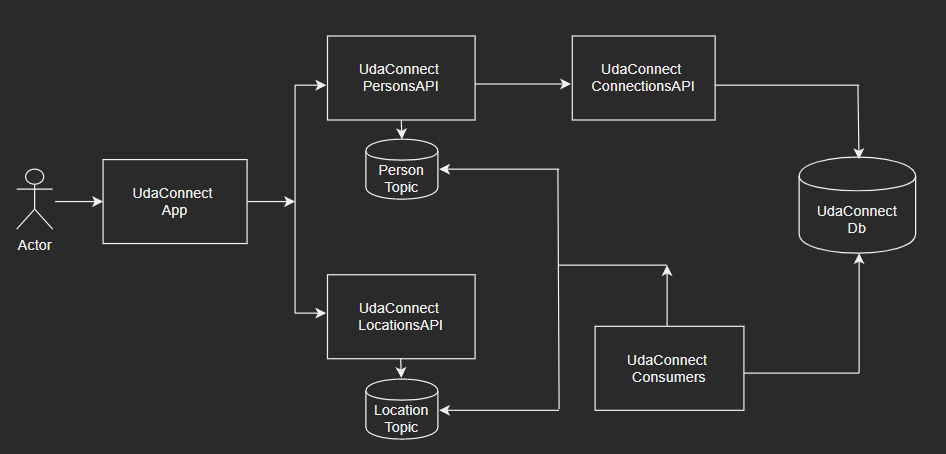 UdaConnect
PersonsAPI
UdaConnect
ConnectionsAPI
Person
Topic
UdaConnect
App
Actor
UdaConnect
Db
UdaConnect
LocationsAPI
UdaConnect
Consumers
Location
Topic